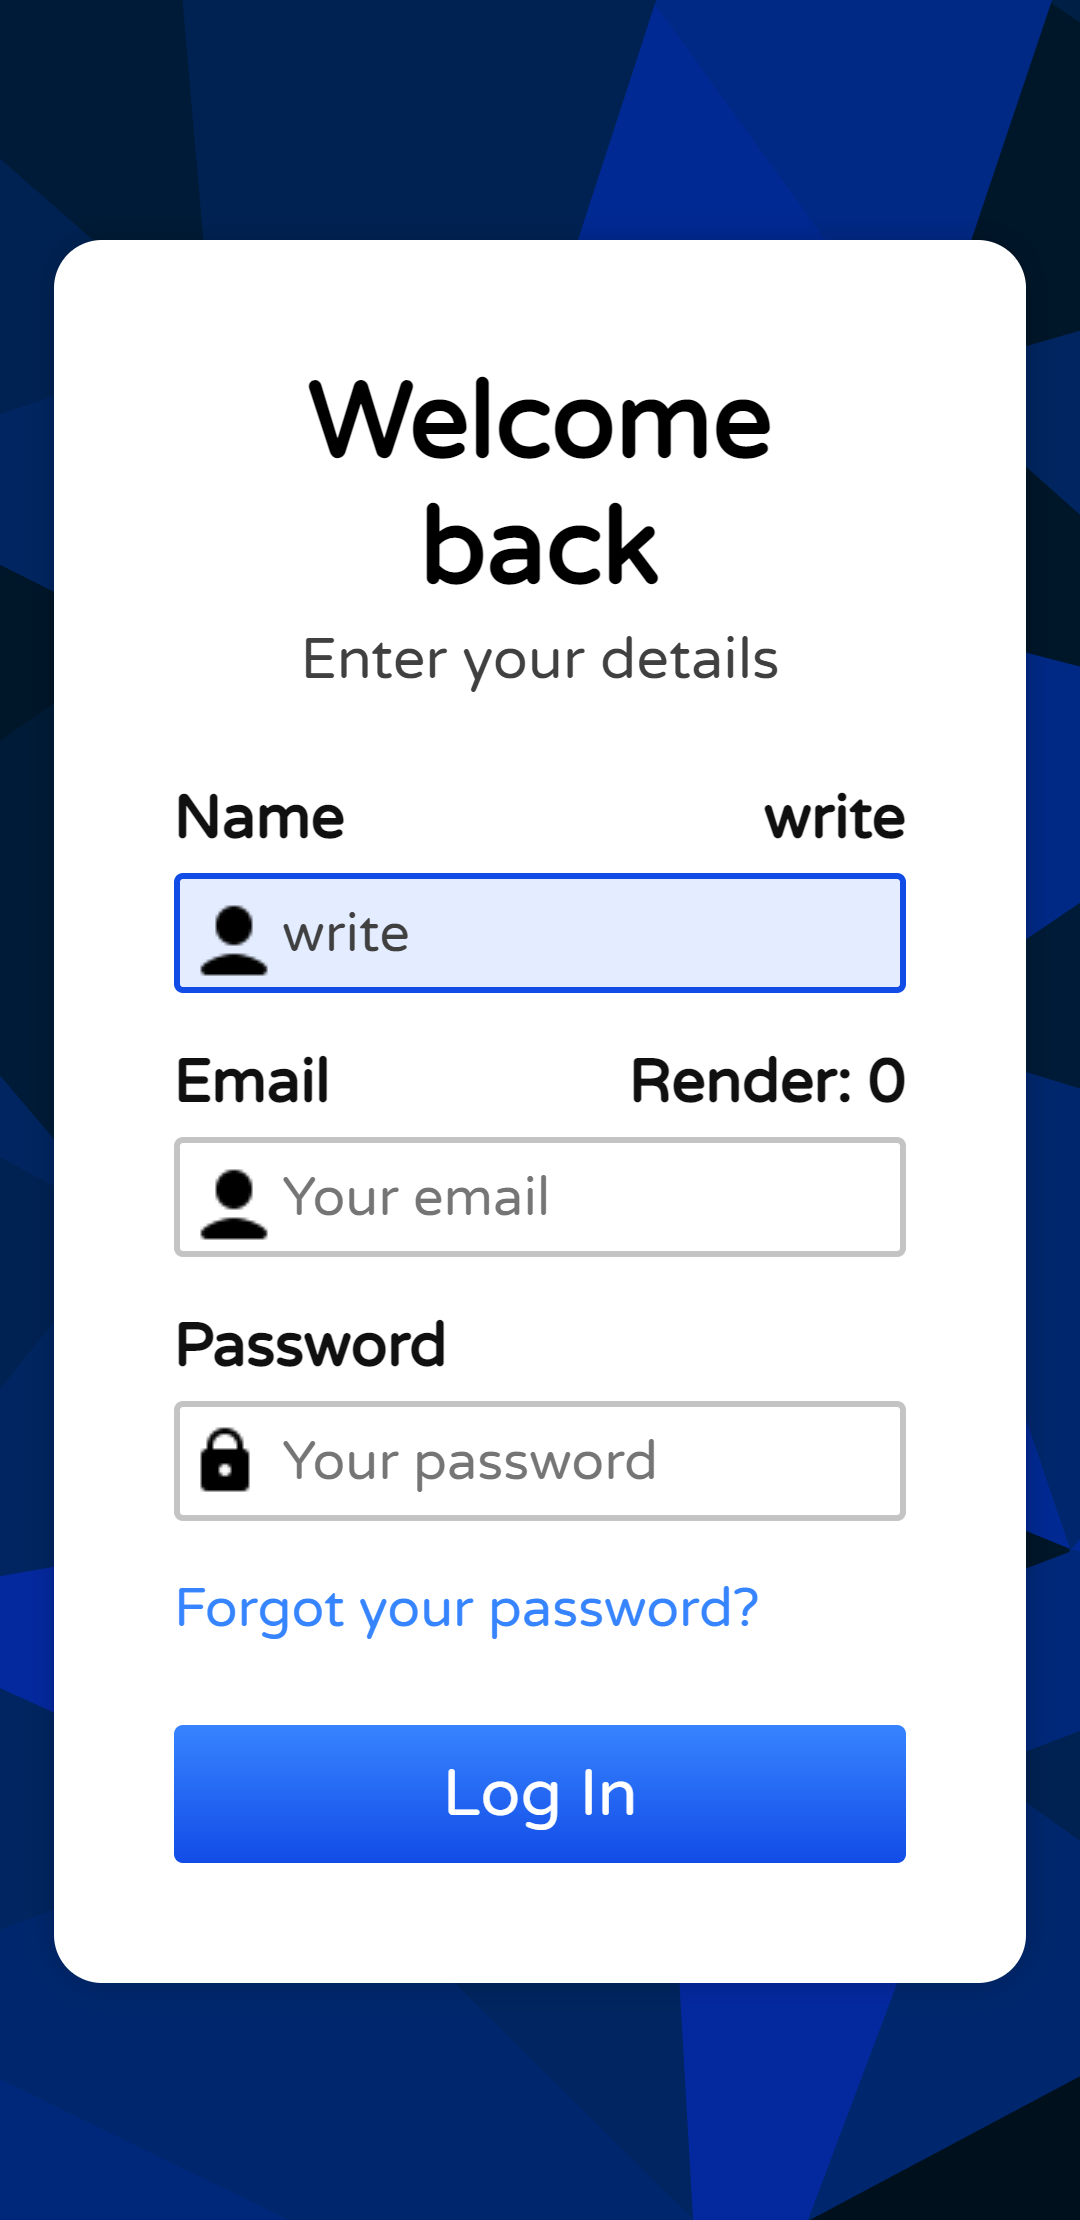 Welcome
back
Enter your details
Name write
write
Email Render: 0
Your email
Password
Your password
Forgot your password?
Log In